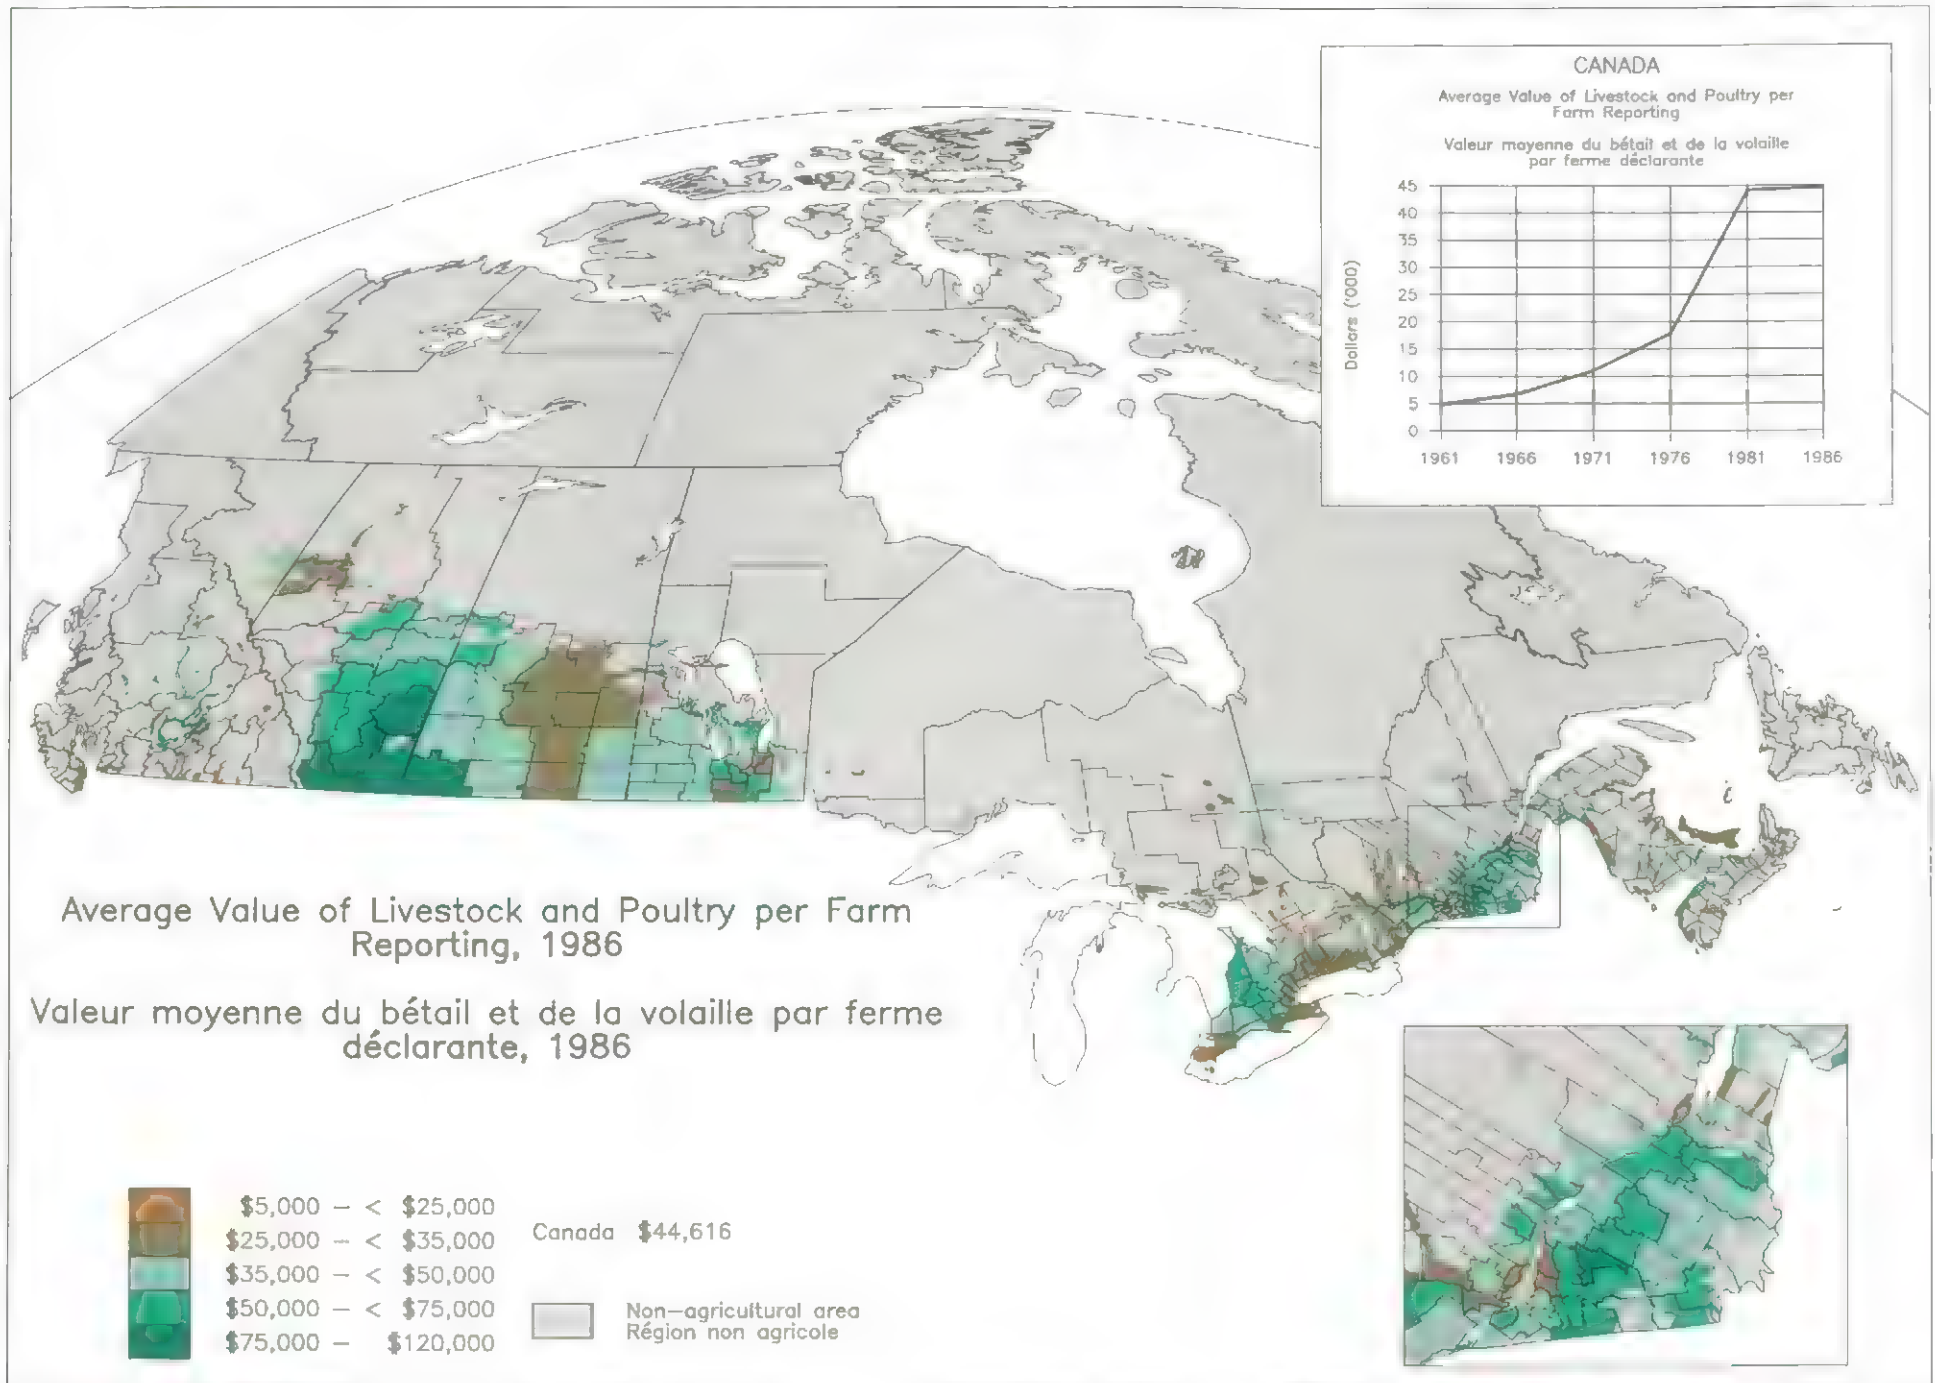 CANADA
Average Value of Livestock and Poultry per
Farm Reporting
Valeur moyenne du bétail et de la volaille
par ferme déclarante
Dollars ('000)
45
40
35
30
25
20
15
10
5
0
1961 1966 1971 1976 1981 1986
Average Value of Livestock and Poultry per Farm
Reporting, 1986
Valeur moyenne du bétail et de la volaille par ferme
déclarante, 1986
$5,000 – < $25,000
$25,000 – < $35,000
$35,000 – < $50,000
$50,000 – < $75,000
$75,000 – $120,000
Canada $44,616
Non–agricultural area
Région non agricole